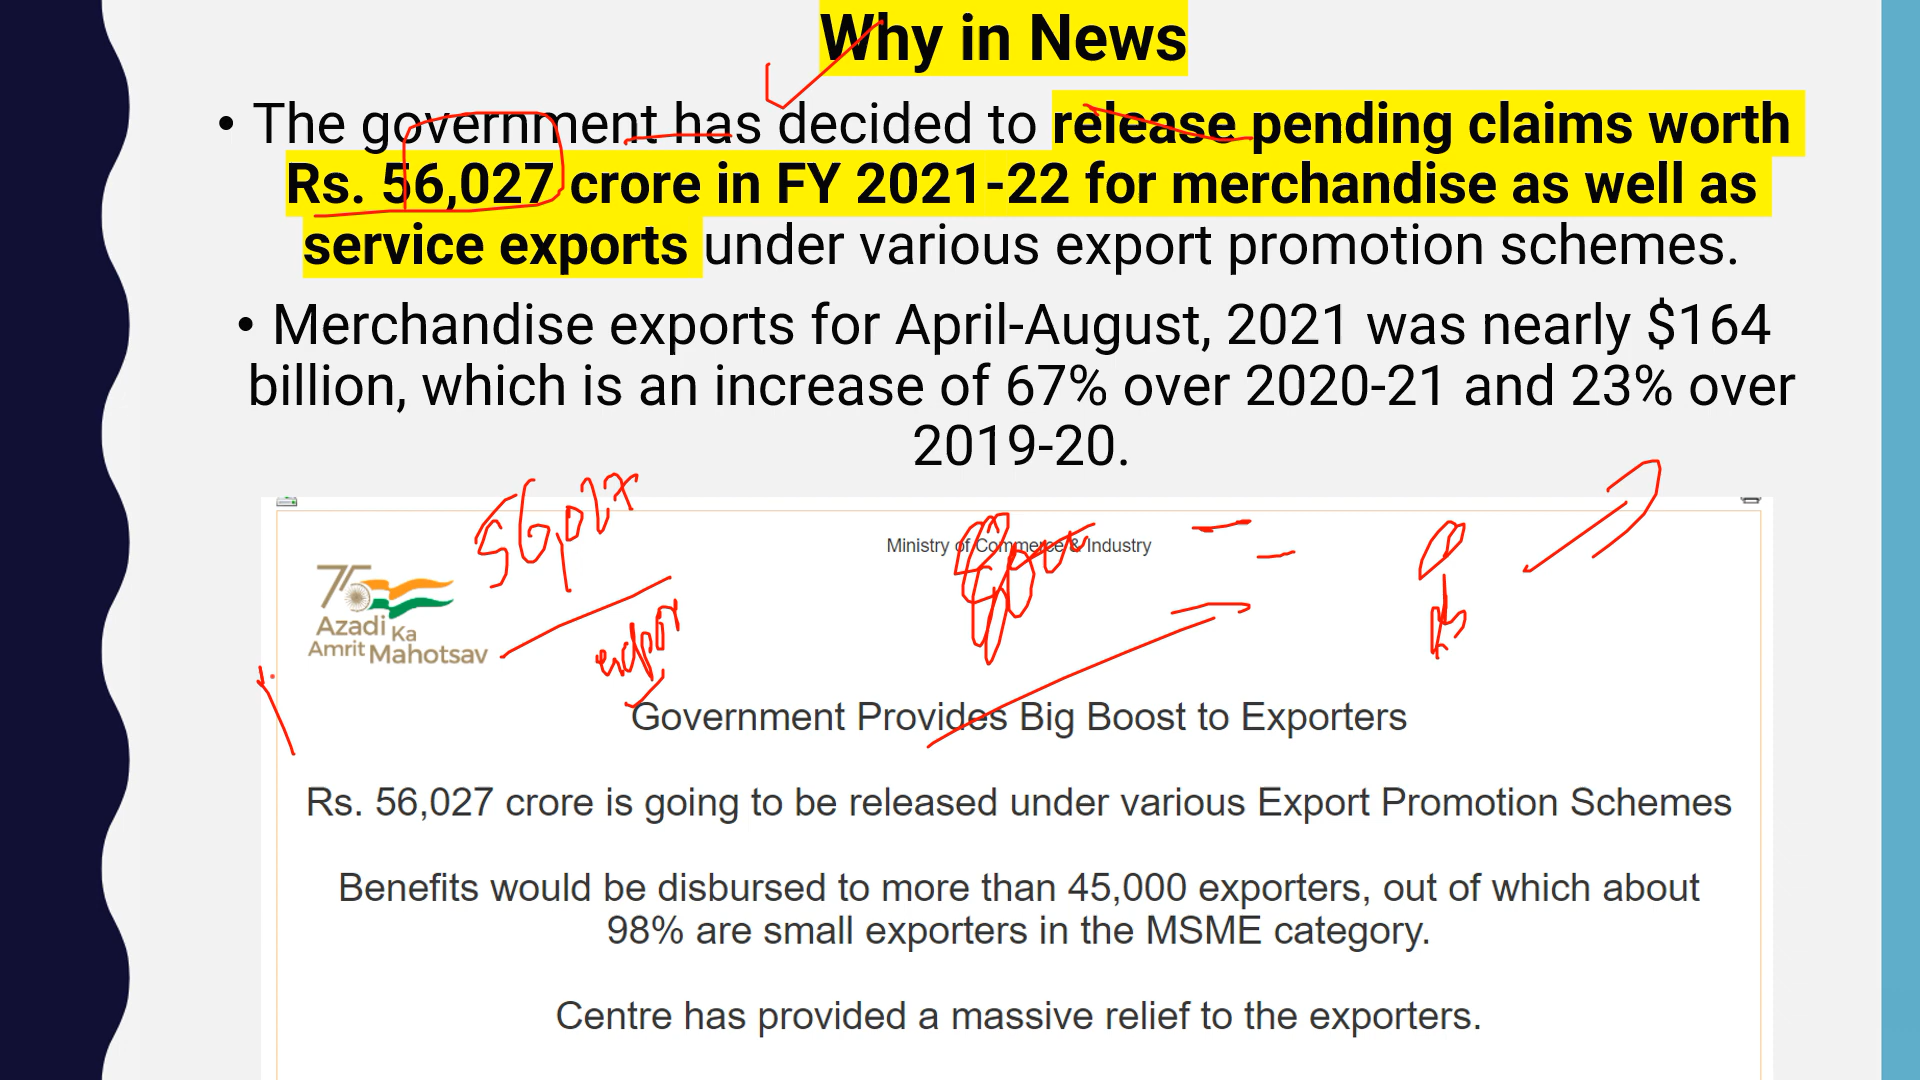 Why in News
• The government has decided to release pending claims worth
Rs. 56,027 crore in FY 2021-22 for merchandise as well as
service exports under various export promotion schemes.
• Merchandise exports for April-August, 2021 was nearly $164
billion, which is an increase of 67% over 2020-21 and 23% over
2019-20.
56,027
Ministry of Commerce & Industry
75
Azadi Ka
Amrit Mahotsav
expor
Government Provides Big Boost to Exporters
Rs. 56,027 crore is going to be released under various Export Promotion Schemes
Benefits would be disbursed to more than 45,000 exporters, out of which about
98% are small exporters in the MSME category.
Centre has provided a massive relief to the exporters.